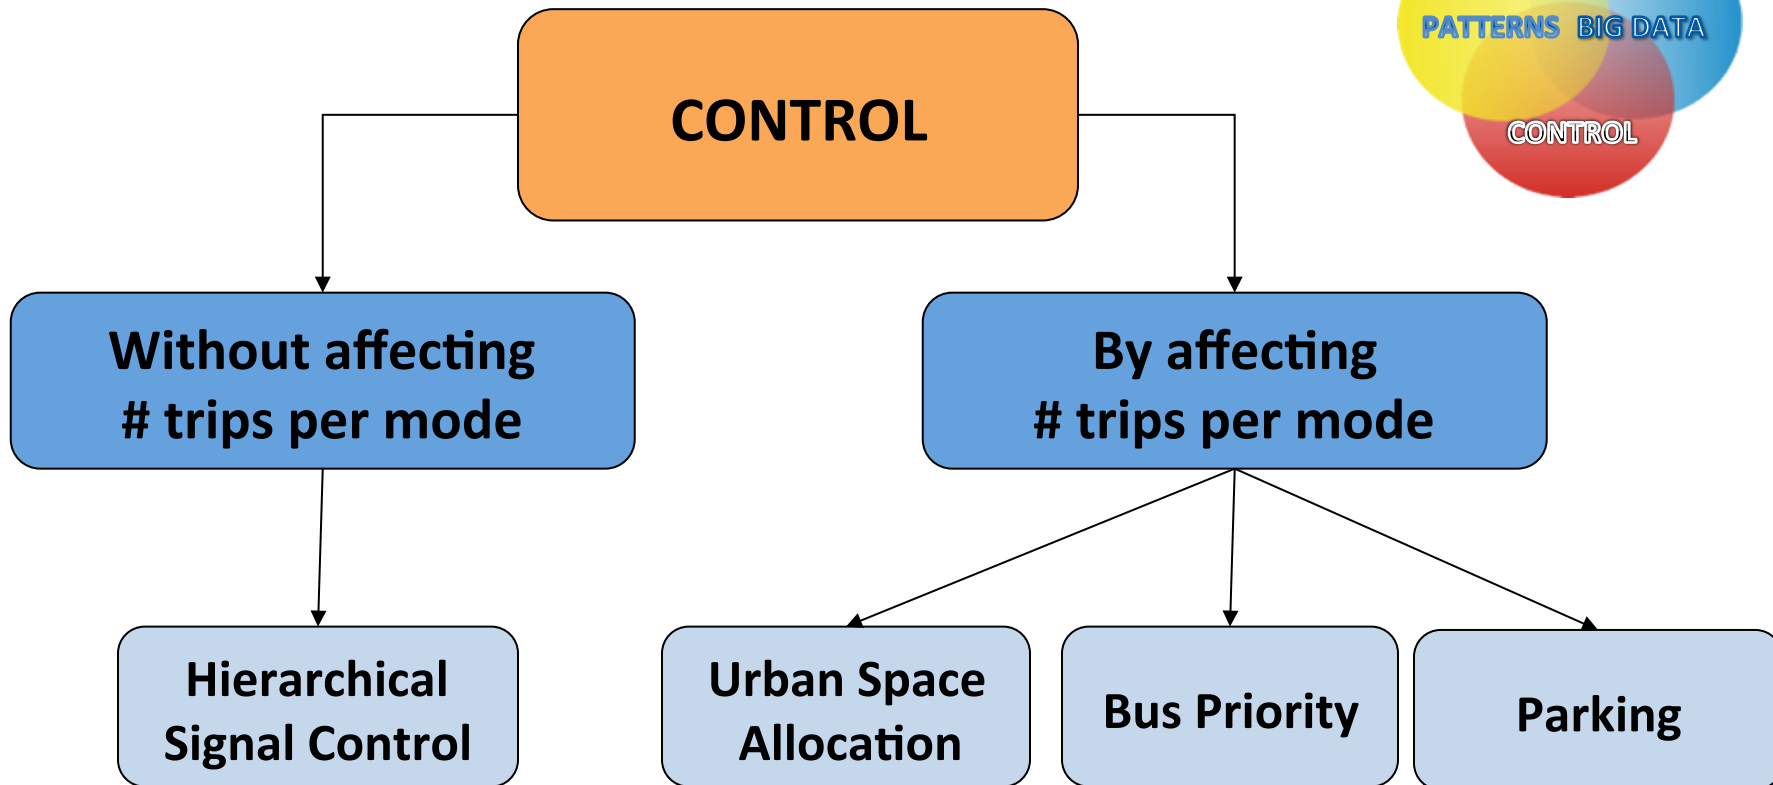 PATTERNS BIG DATA
CONTROL
CONTROL
Without affecting
# trips per mode
By affecting
# trips per mode
Hierarchical
Signal Control
Urban Space
Allocation
Bus Priority
Parking